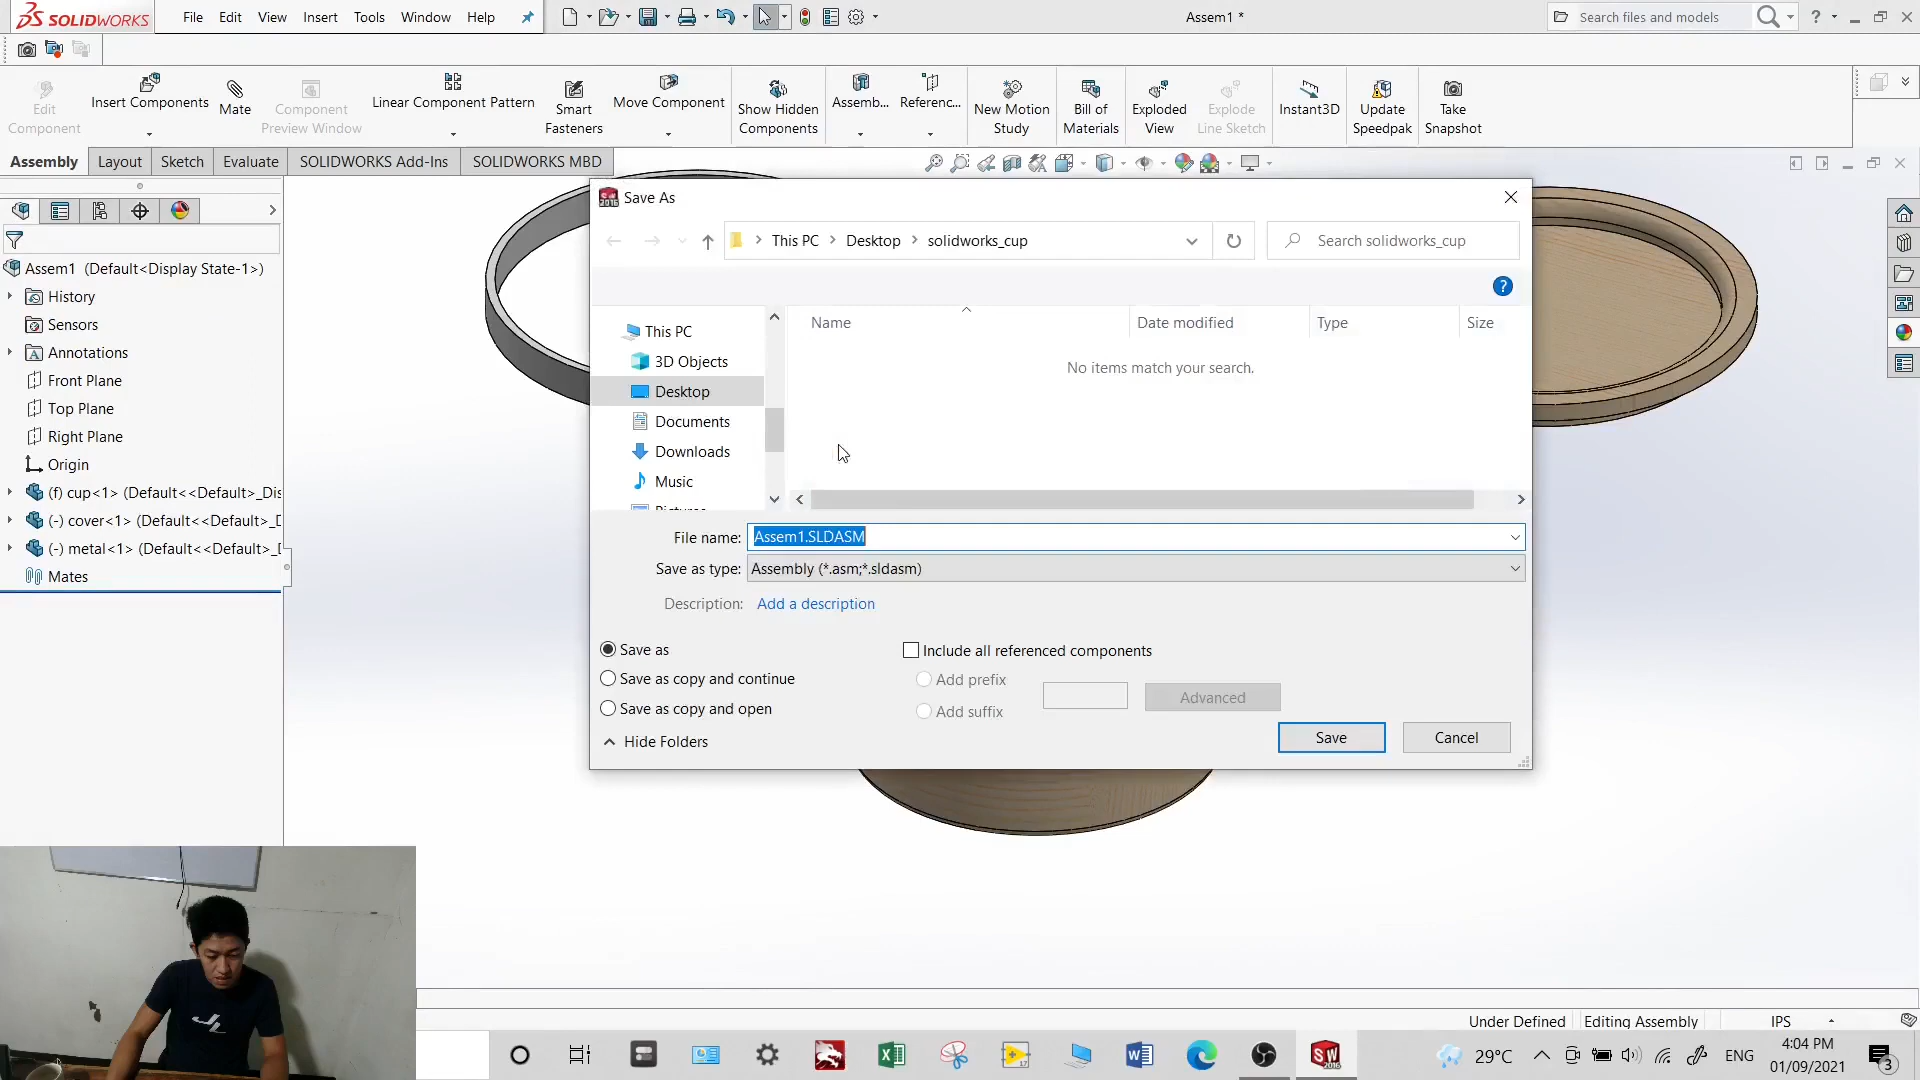 SOLIDWORKS File Edit View Insert Tools Window Help Assem1 * Search files and models ?
Edit Component
Insert Components
Mate
Component Preview Window
Linear Component Pattern
Smart Fasteners
Move Component
Show Hidden Components
Assemb...
Referenc...
New Motion Study
Bill of Materials
Exploded View
Explode Line Sketch
Instant3D
Update Speedpak
Take Snapshot
Assembly Layout Sketch Evaluate SOLIDWORKS Add-Ins SOLIDWORKS MBD
Assem1 (Default<Display State-1>)
History
Sensors
Annotations
Front Plane
Top Plane
Right Plane
Origin
(f) cup<1> (Default<<Default>_Dis
(-) cover<1> (Default<<Default>_D
(-) metal<1> (Default<<Default>_D
Mates
Save As
This PC > Desktop > solidworks_cup
Search solidworks_cup
?
Name Date modified Type Size
No items match your search.
This PC
3D Objects
Desktop
Documents
Downloads
Music
File name: Assem1.SLDASM
Save as type: Assembly (*.asm;*.sldasm)
Description: Add a description
Save as
Save as copy and continue
Save as copy and open
Include all referenced components
Add prefix
Add suffix
Advanced
Hide Folders
Save Cancel
Under Defined Editing Assembly IPS
29°C ENG 4:04 PM
01/09/2021
3